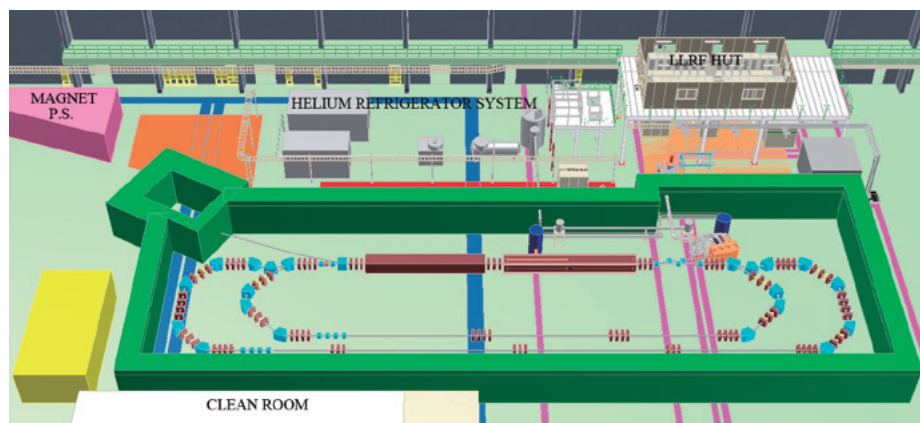 LLRF HUT
MAGNET
P.S.
HELIUM REFRIGERATOR SYSTEM
CLEAN ROOM